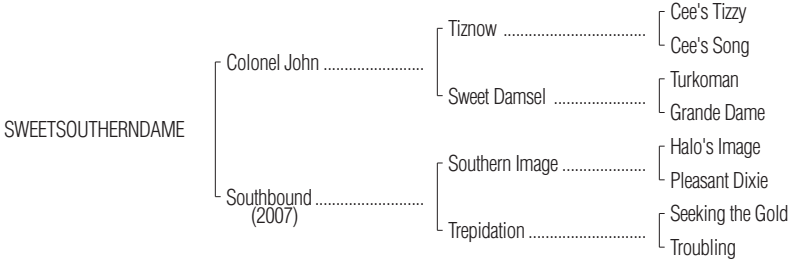 Cee's Tizzy
Tiznow ................................
Cee's Song
Colonel John .......................
Turkoman
Sweet Damsel .....................
Grande Dame
SWEETSOUTHERNDAME
Halo's Image
Southern Image ...................
Pleasant Dixie
Southbound .........................
(2007)
Seeking the Gold
Trepidation ..........................
Troubling